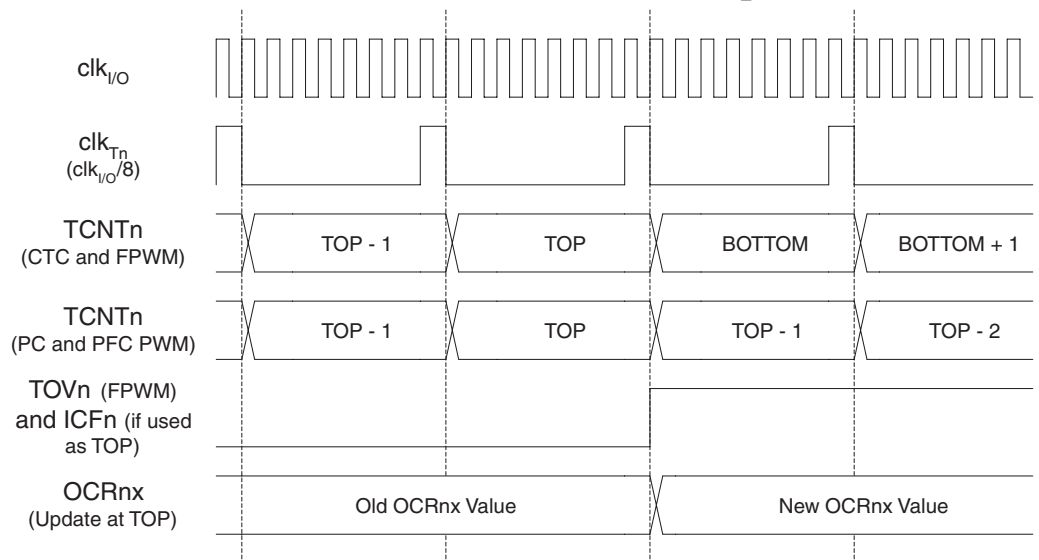 clkI/O
clkTn
(clkI/O/8)
TCNTn
(CTC and FPWM)
TOP - 1
TOP
BOTTOM
BOTTOM + 1
TCNTn
(PC and PFC PWM)
TOP - 1
TOP
TOP - 1
TOP - 2
TOVn (FPWM)
and ICFn (if used
as TOP)
OCRnx
(Update at TOP)
Old OCRnx Value
New OCRnx Value